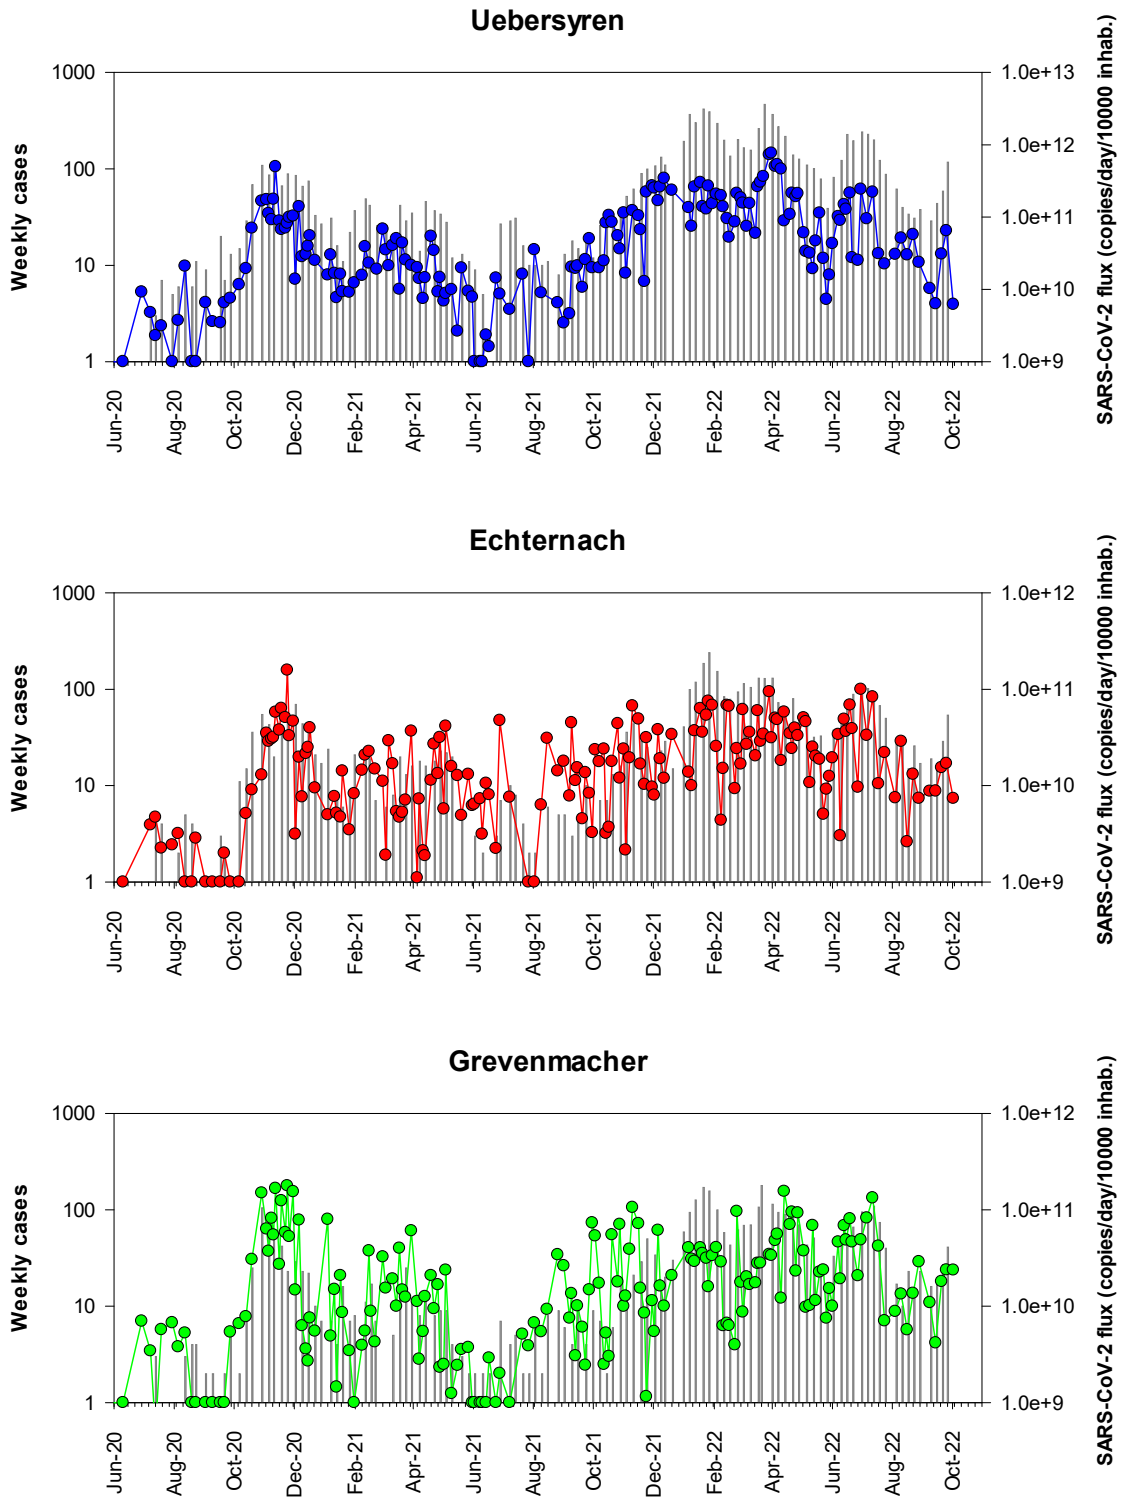 Uebersyren
Weekly cases
1000
100
10
1
1.0e+13
1.0e+12
1.0e+11
1.0e+10
1.0e+9
SARS-CoV-2 flux (copies/day/10000 inhab.)
Jun-20
Aug-20
Oct-20
Dec-20
Feb-21
Apr-21
Jun-21
Aug-21
Oct-21
Dec-21
Feb-22
Apr-22
Jun-22
Aug-22
Oct-22
Echternach
Weekly cases
1000
100
10
1
1.0e+12
1.0e+11
1.0e+10
1.0e+9
SARS-CoV-2 flux (copies/day/10000 inhab.)
Jun-20
Aug-20
Oct-20
Dec-20
Feb-21
Apr-21
Jun-21
Aug-21
Oct-21
Dec-21
Feb-22
Apr-22
Jun-22
Aug-22
Oct-22
Grevenmacher
Weekly cases
1000
100
10
1
1.0e+12
1.0e+11
1.0e+10
1.0e+9
SARS-CoV-2 flux (copies/day/10000 inhab.)
Jun-20
Aug-20
Oct-20
Dec-20
Feb-21
Apr-21
Jun-21
Aug-21
Oct-21
Dec-21
Feb-22
Apr-22
Jun-22
Aug-22
Oct-22